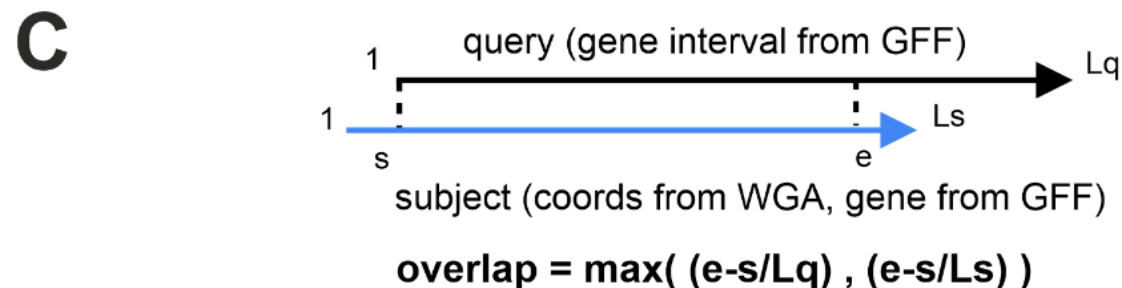 C
query (gene interval from GFF)
1
Lq
1
Ls
s
e
subject (coords from WGA, gene from GFF)
overlap = max( (e-s/Lq) , (e-s/Ls) )